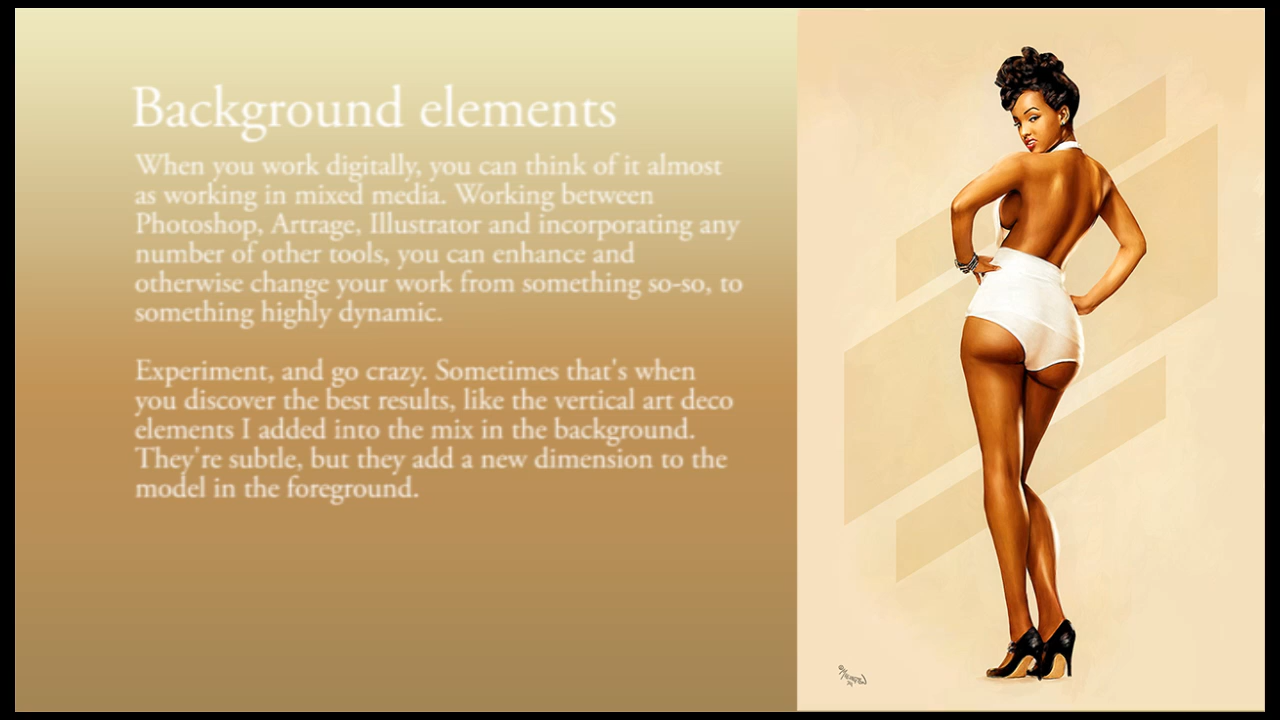 Background elements
When you work digitally, you can think of it almost
as working in mixed media. Working between
Photoshop, Artrage, Illustrator and incorporating any
number of other tools, you can enhance and
otherwise change your work from something so-so, to
something highly dynamic.
Experiment, and go crazy. Sometimes that's when
you discover the best results, like the vertical art deco
elements I added into the mix in the background.
They're subtle, but they add a new dimension to the
model in the foreground.